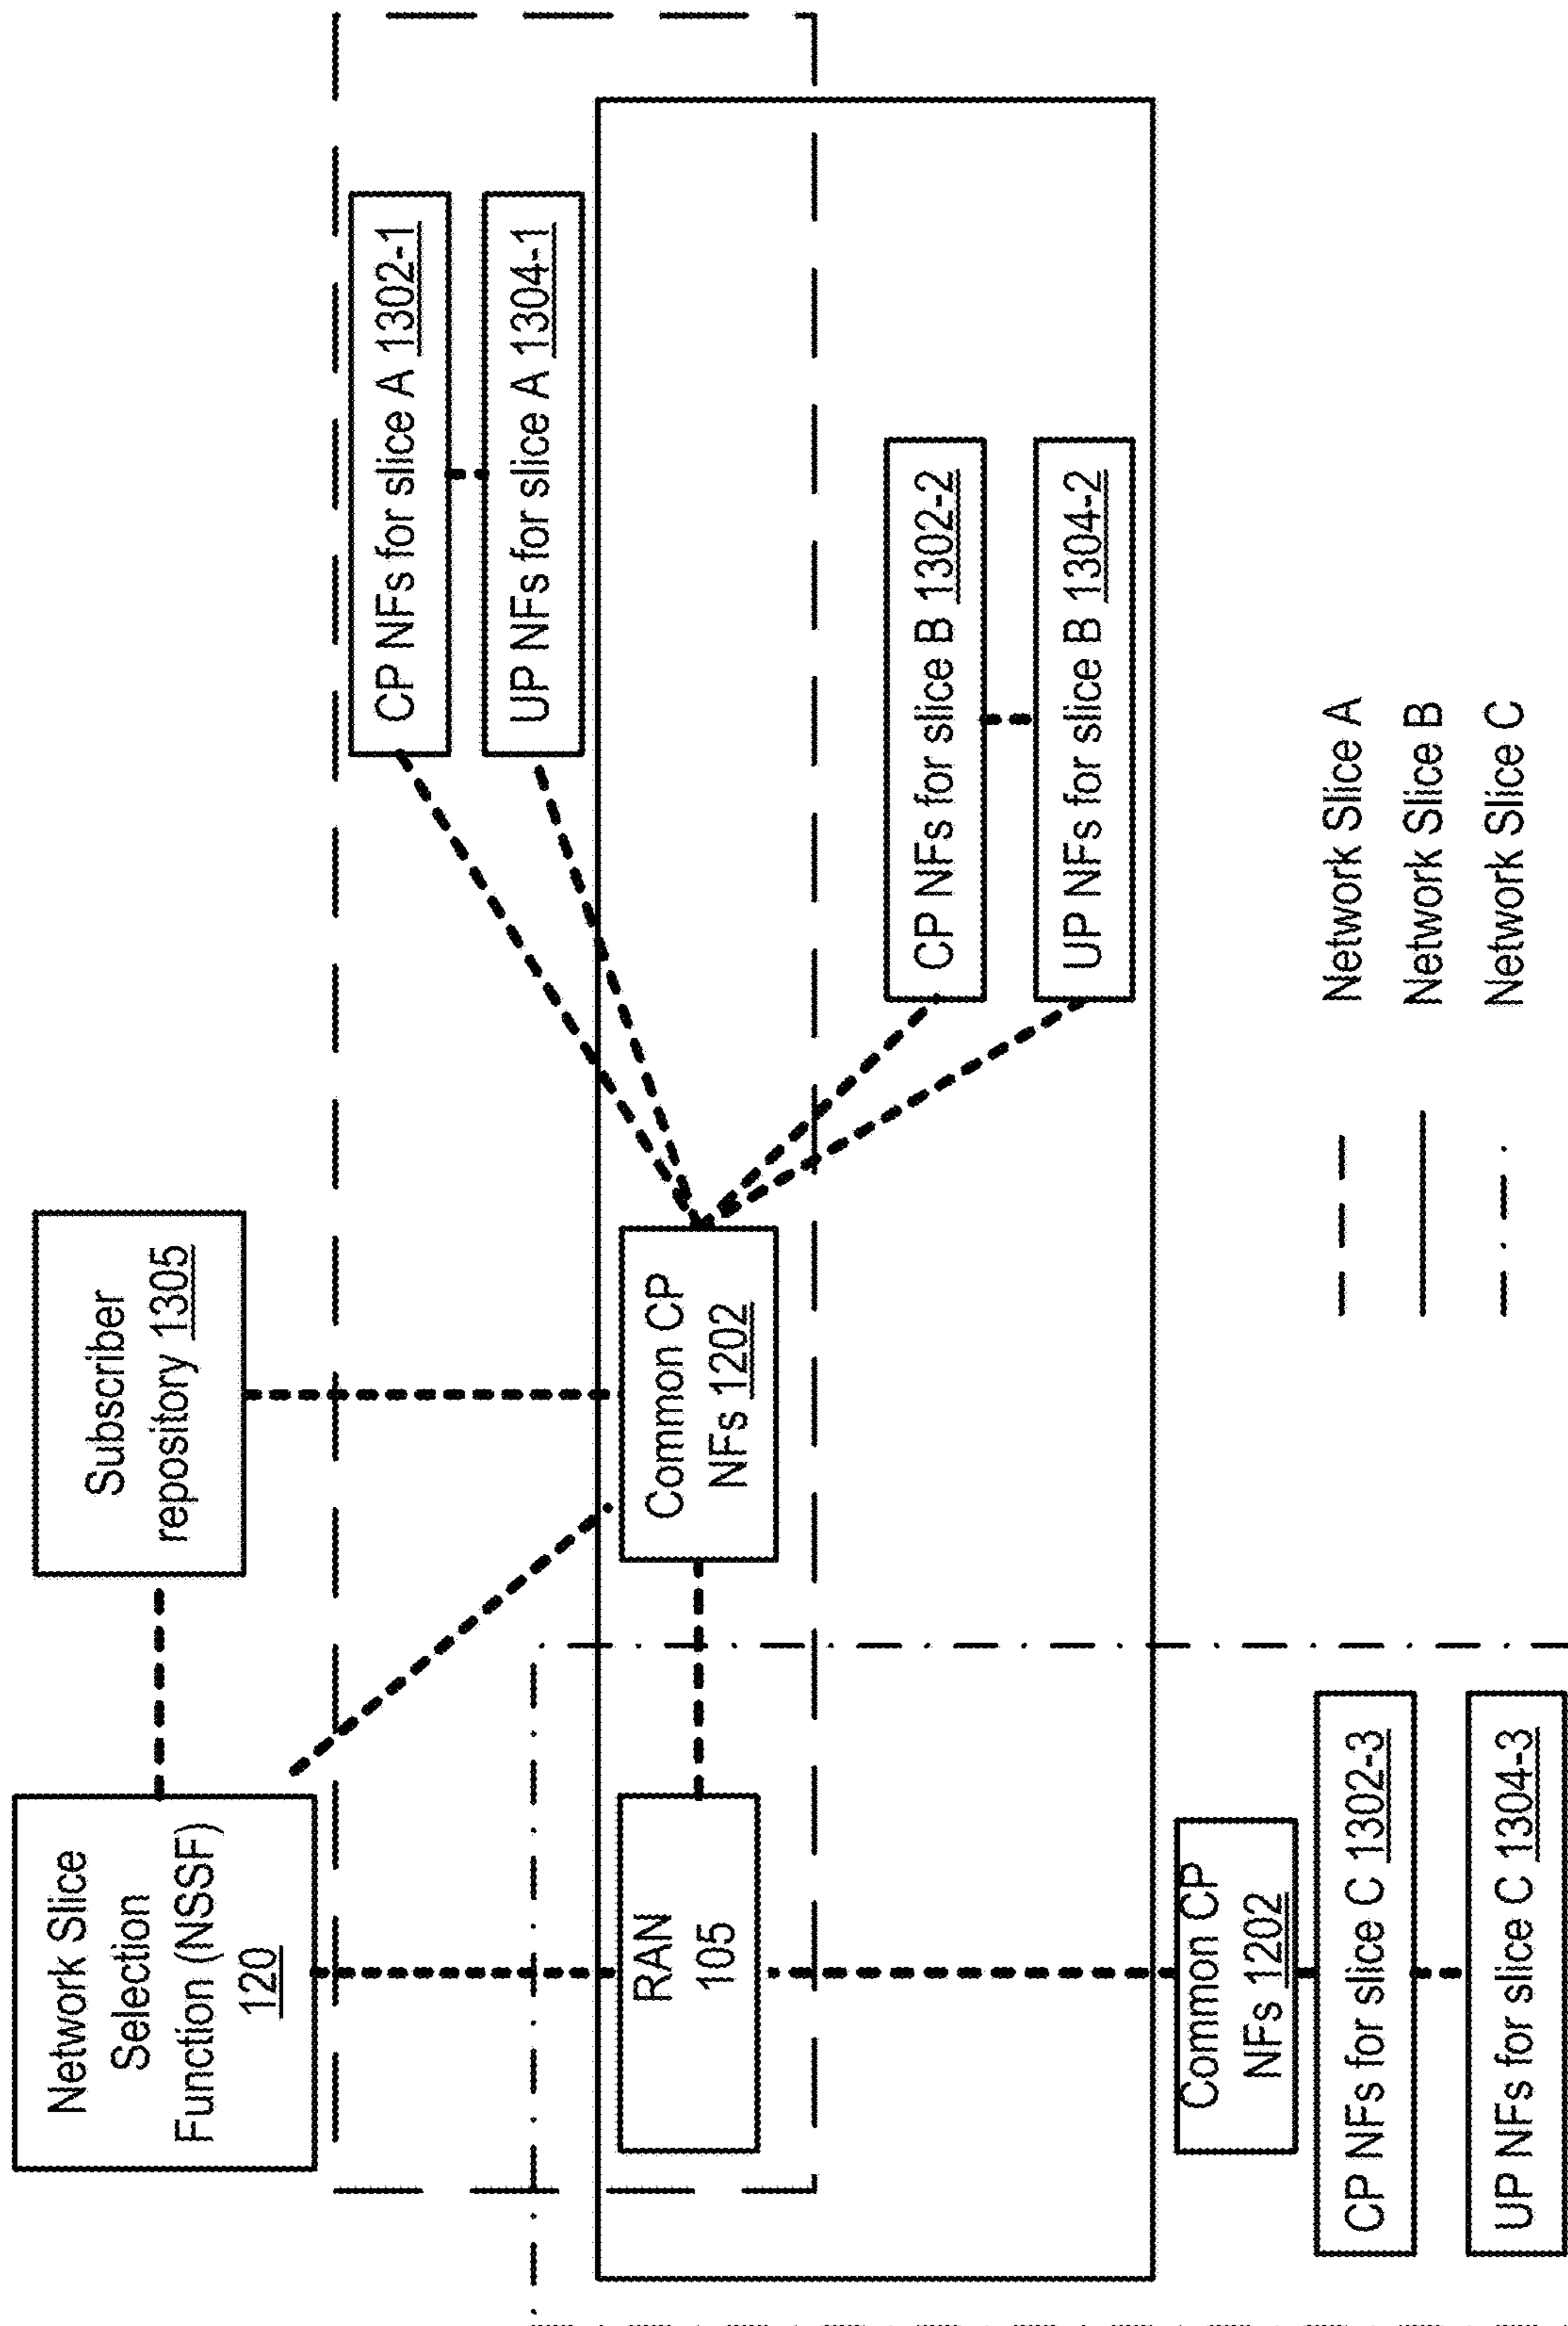 Network Slice
Selection
Function (NSSF)
120
Subscriber
repository 1305
CP NFs for slice A 1302-1
UP NFs for slice A 1304-1
RAN
105
Common CP
NFs 1202
CP NFs for slice B 1302-2
UP NFs for slice B 1304-2
Common CP
NFs 1202
CP NFs for slice C 1302-3
UP NFs for slice C 1304-3
Network Slice A
Network Slice B
Network Slice C